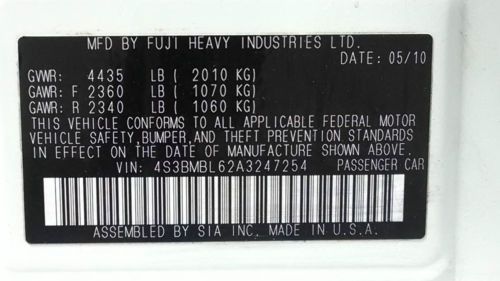 MFD BY FUJI HEAVY INDUSTRIES LTD.
DATE: 05/10
GVWR: 4435 LB ( 2010 KG)
GAWR: F 2360 LB ( 1070 KG)
GAWR: R 2340 LB ( 1060 KG)
THIS VEHICLE CONFORMS TO ALL APPLICABLE FEDERAL MOTOR
VEHICLE SAFETY,BUMPER,AND THEFT PREVENTION STANDARDS
IN EFFECT ON THE DATE OF MANUFACTURE SHOWN ABOVE.
VIN: 4S3BMBL62A3247254 PASSENGER CAR
ASSEMBLED BY SIA INC. MADE IN U.S.A.